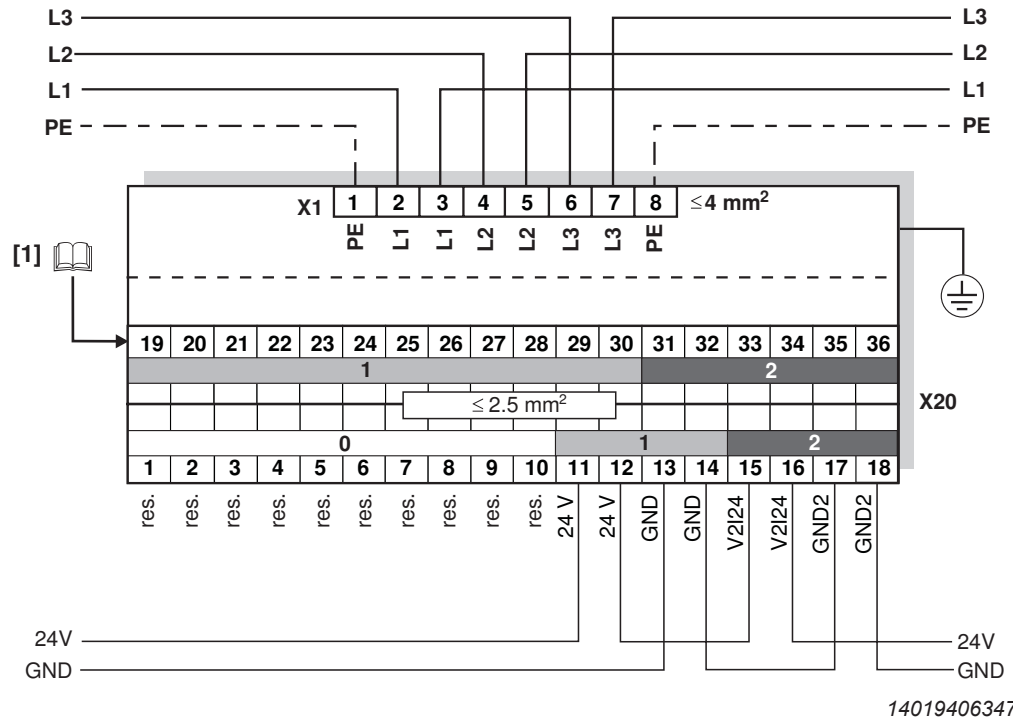 L3 L3
L2 L2
L1 L1
PE PE
X1 1 2 3 4 5 6 7 8 ≤4 mm²
PE L1 L1 L2 L2 L3 L3 PE
[1]
19 20 21 22 23 24 25 26 27 28 29 30 31 32 33 34 35 36
1 2
≤ 2.5 mm² X20
0 1 2
1 2 3 4 5 6 7 8 9 10 11 12 13 14 15 16 17 18
res. res. res. res. res. res. res. res. res. res. 24 V 24 V GND GND V2I24 V2I24 GND2 GND2
24V 24V
GND GND
14019406347